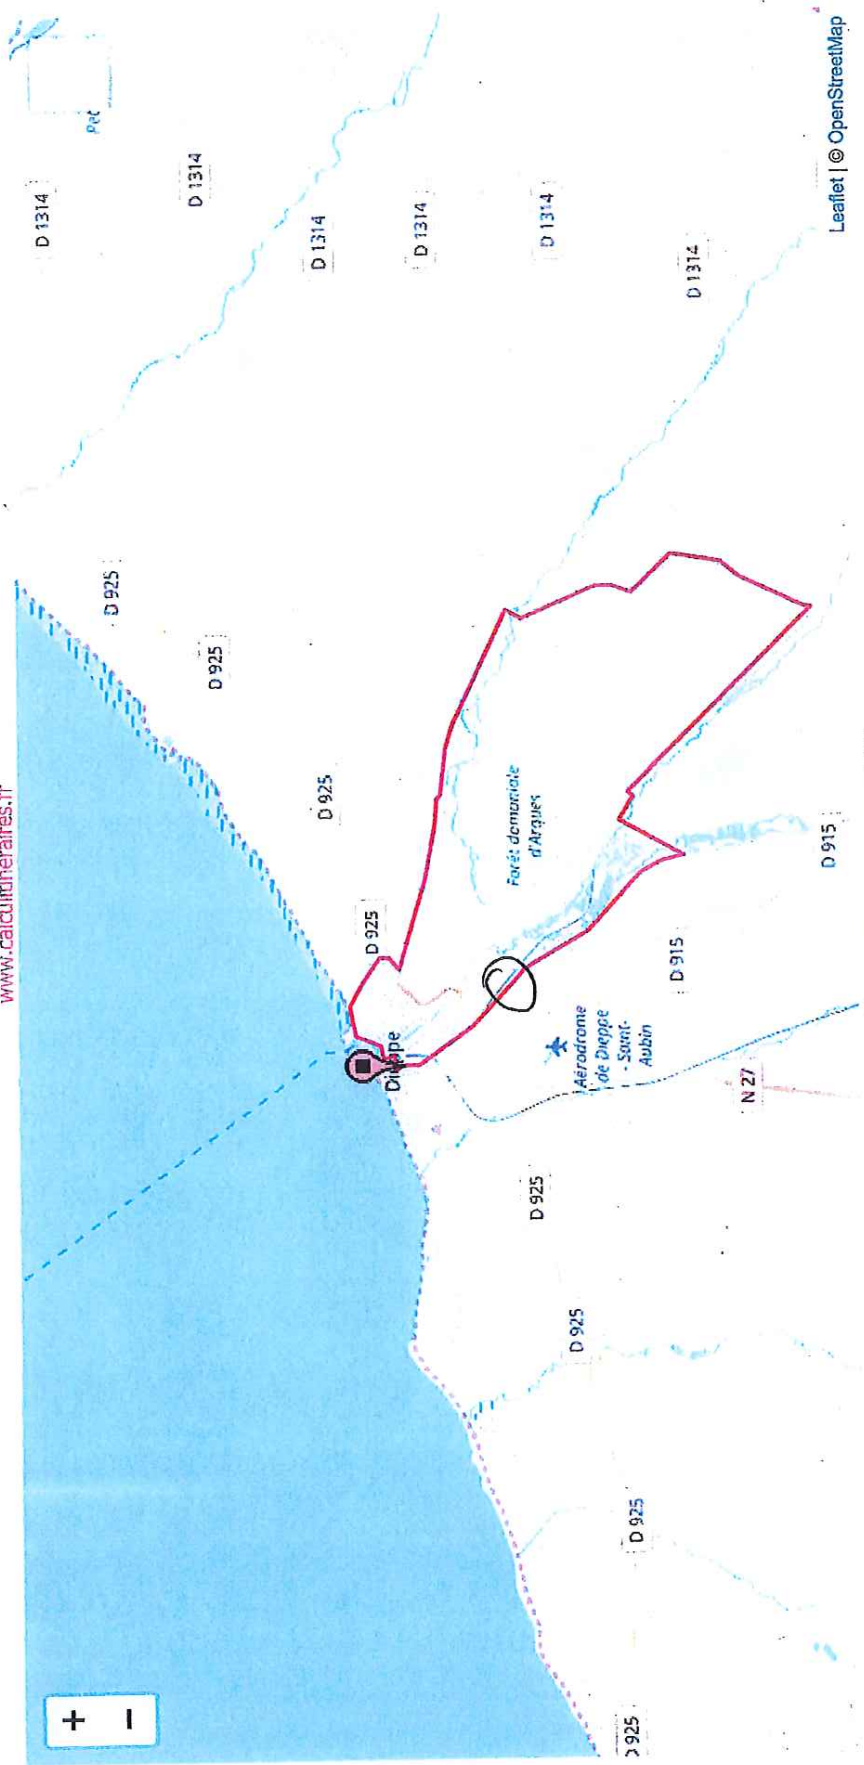 www.calculitineraires.fr
+
−
D 1314
D 1314
D 1314
D 1314
D 1314
D 1314
D 925
D 925
D 925
D 925
Dieppe
Forêt domaniale
d'Arques
D 915
D 915
Aérodrome
de Dieppe
- Saint-
Aubin
N 27
D 925
D 925
D 925
D 925
Leaflet | © OpenStreetMap